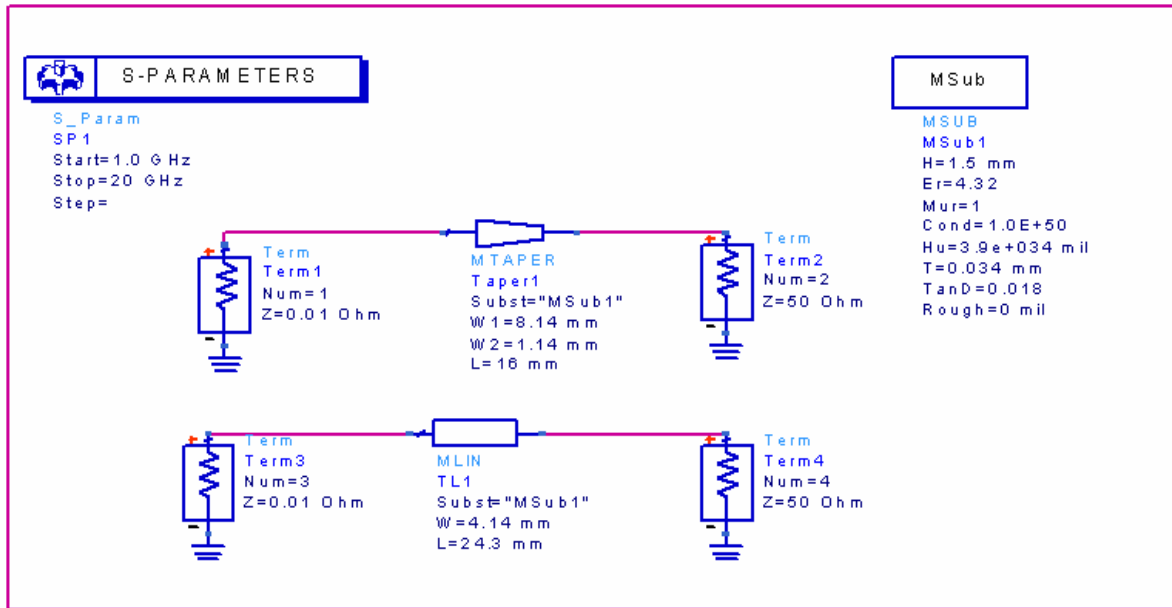 S-PARAMETERS
S_Param
SP1
Start=1.0 GHz
Stop=20 GHz
Step=
MSub
MSUB
MSub1
H=1.5 mm
Er=4.32
Mur=1
Cond=1.0E+50
Hu=3.9e+034 mil
T=0.034 mm
TanD=0.018
Rough=0 mil
+
-
Term
Term1
Num=1
Z=0.01 Ohm
MTAPER
Taper1
Subst="MSub1"
W1=8.14 mm
W2=1.14 mm
L=16 mm
+
-
Term
Term2
Num=2
Z=50 Ohm
+
-
Term
Term3
Num=3
Z=0.01 Ohm
MLIN
TL1
Subst="MSub1"
W=4.14 mm
L=24.3 mm
+
-
Term
Term4
Num=4
Z=50 Ohm